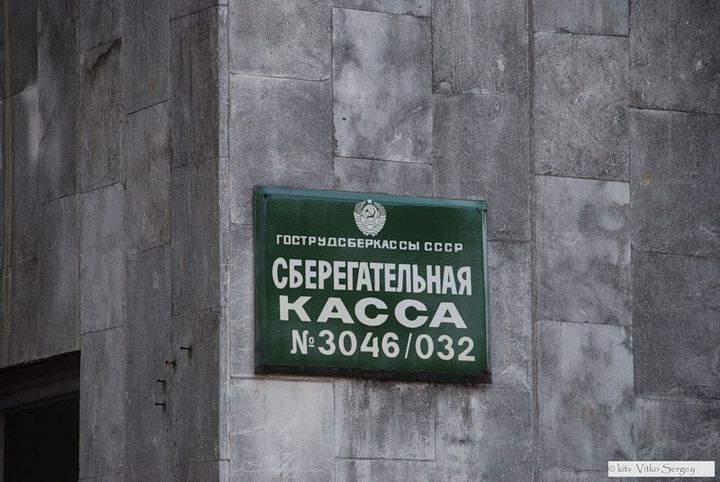 ГОСТРУДСБЕРКАССЫ СССР
СБЕРЕГАТЕЛЬНАЯ
КАССА
№3046/032
© kitv Vitko Sergey